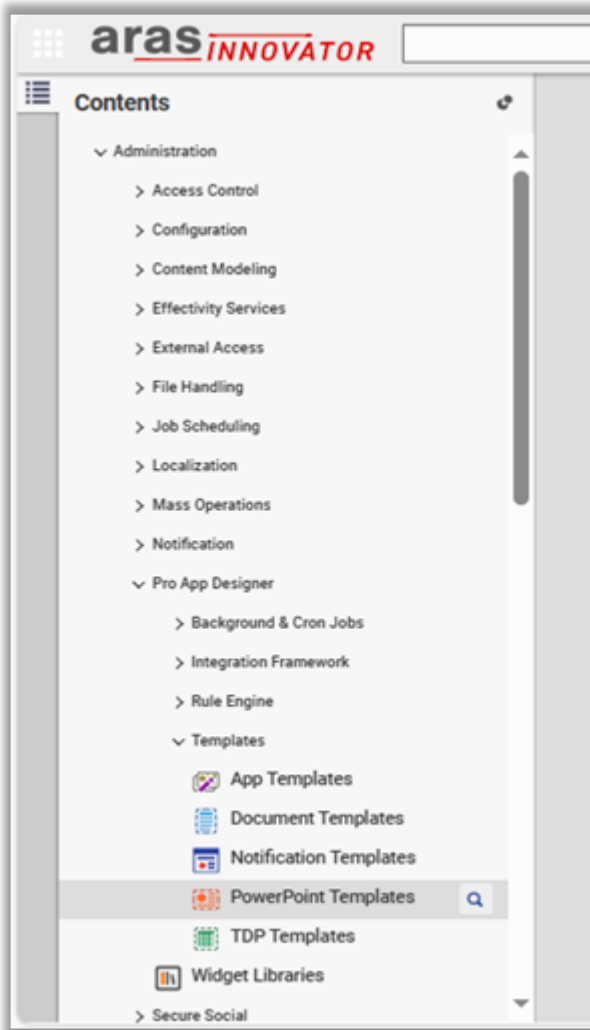 aras INNOVATOR
Contents
Administration
Access Control
Configuration
Content Modeling
Effectivity Services
External Access
File Handling
Job Scheduling
Localization
Mass Operations
Notification
Pro App Designer
Background & Cron Jobs
Integration Framework
Rule Engine
Templates
App Templates
Document Templates
Notification Templates
PowerPoint Templates
TDP Templates
Widget Libraries
Secure Social